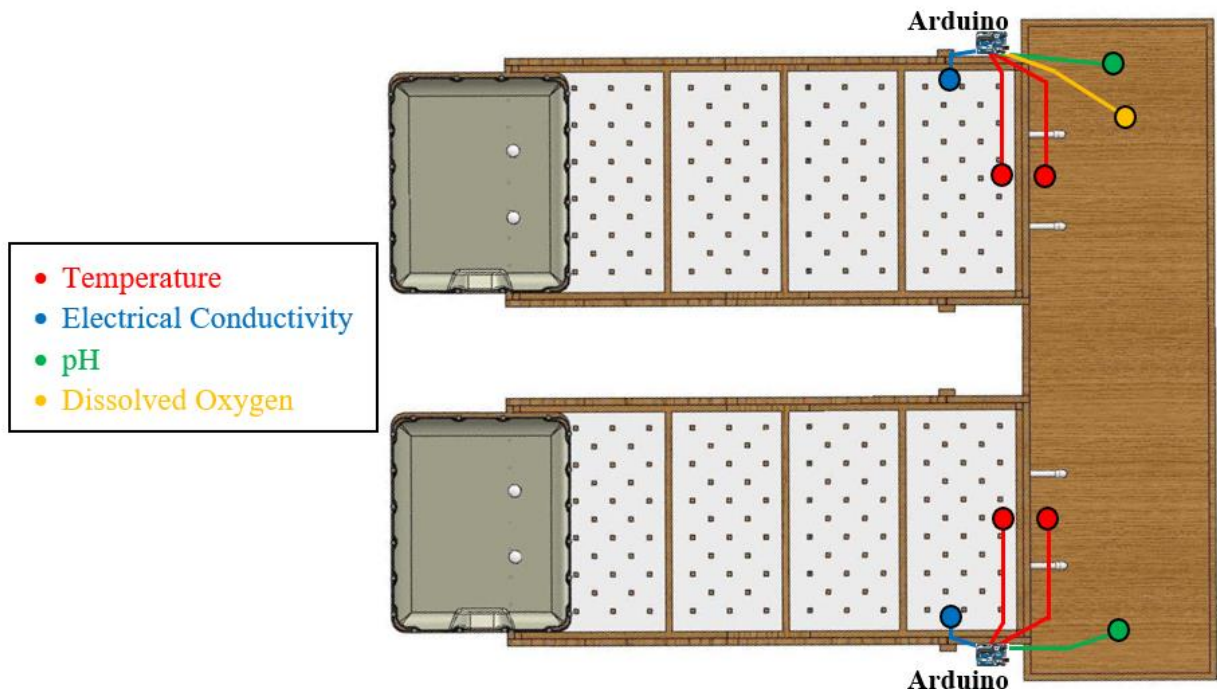 Arduino
Temperature
Electrical Conductivity
pH
Dissolved Oxygen
Arduino